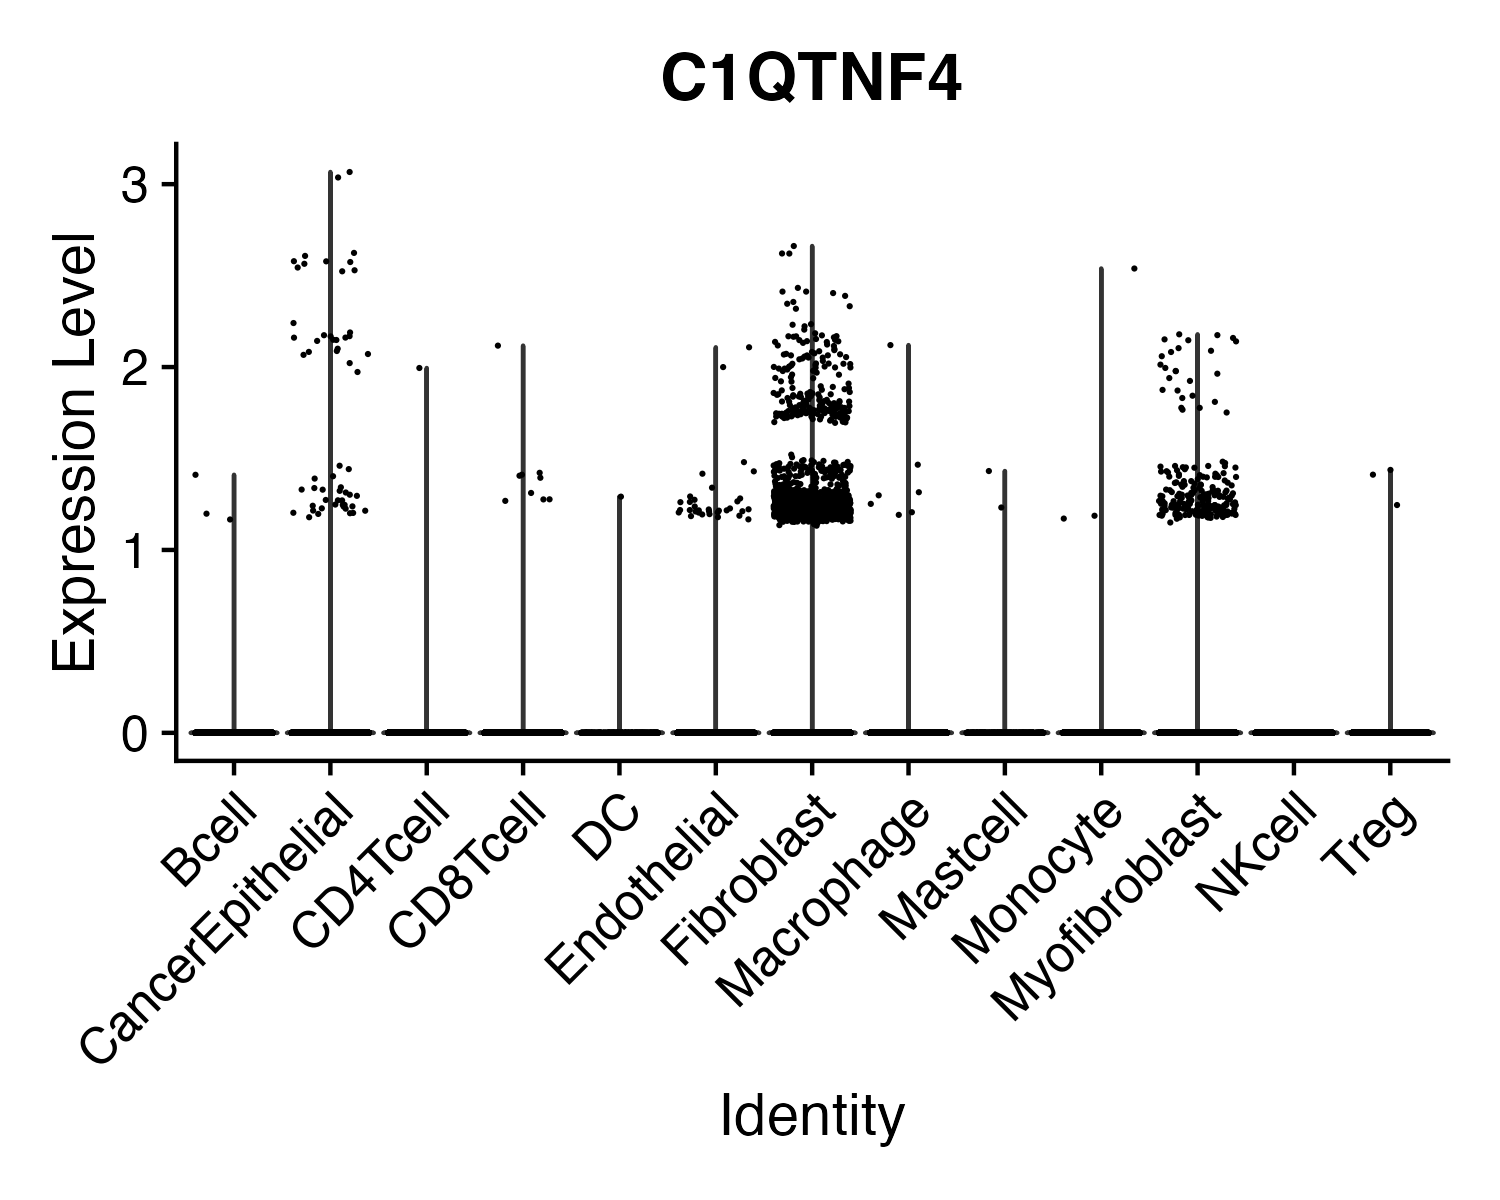 C1QTNF4
Expression Level
3
2
1
0
Bcell
CancerEpithelial
CD4Tcell
CD8Tcell
DC
Endothelial
Fibroblast
Macrophage
Mastcell
Monocyte
Myofibroblast
NKcell
Treg
Identity